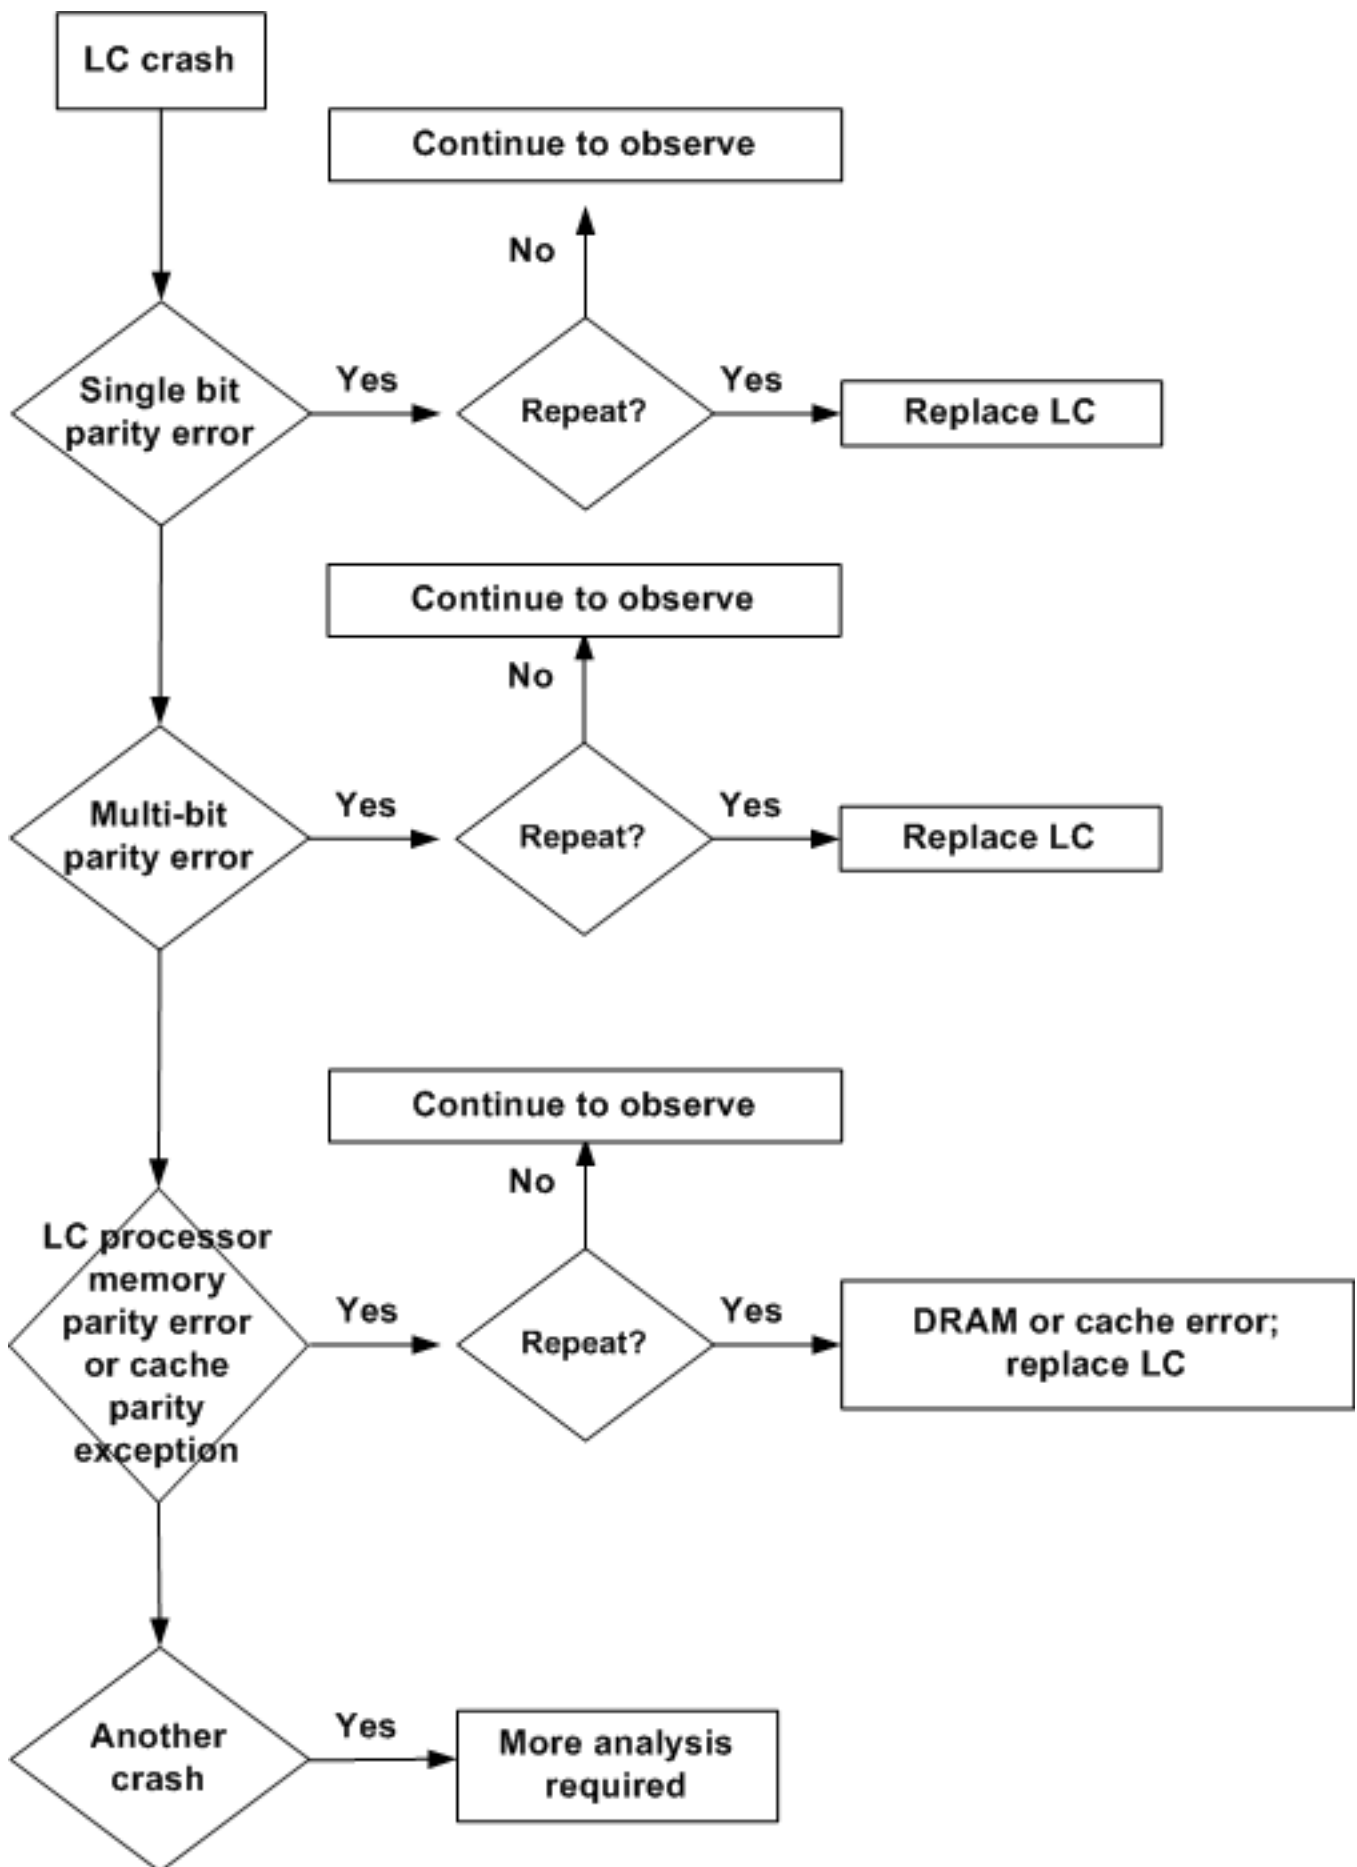 LC crash
Continue to observe
No
Single bit
parity error
Yes
Repeat?
Yes
Replace LC
Continue to observe
No
Multi-bit
parity error
Yes
Repeat?
Yes
Replace LC
Continue to observe
No
LC processor
memory
parity error
or cache
parity
exception
Yes
Repeat?
Yes
DRAM or cache error;
replace LC
Another
crash
Yes
More analysis
required